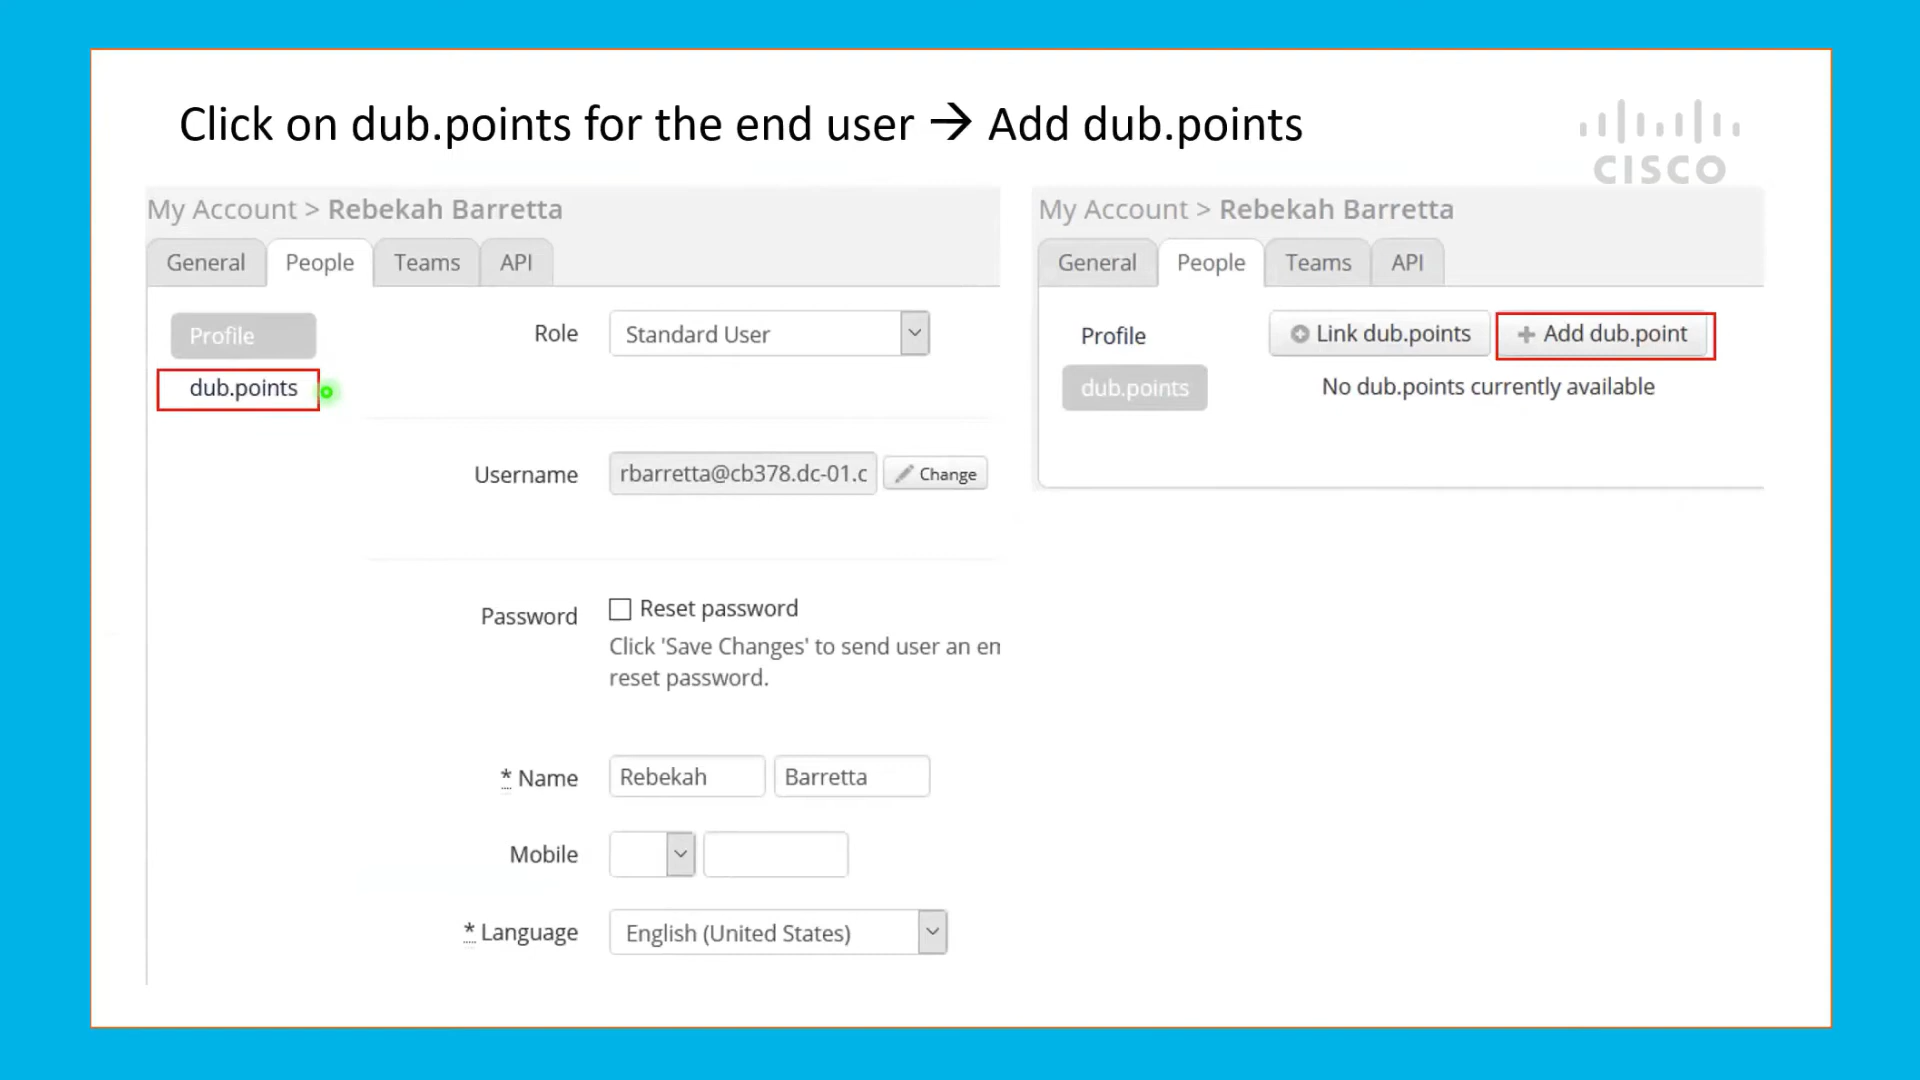 Click on dub.points for the end user → Add dub.points
CISCO
My Account > Rebekah Barretta
General People Teams API
Profile
Role Standard User
dub.points
Username rbarretta@cb378.dc-01.c Change
Password Reset password
Click 'Save Changes' to send user an en
reset password.
* Name Rebekah Barretta
Mobile
* Language English (United States)
My Account > Rebekah Barretta
General People Teams API
Profile Link dub.points + Add dub.point
dub.points No dub.points currently available